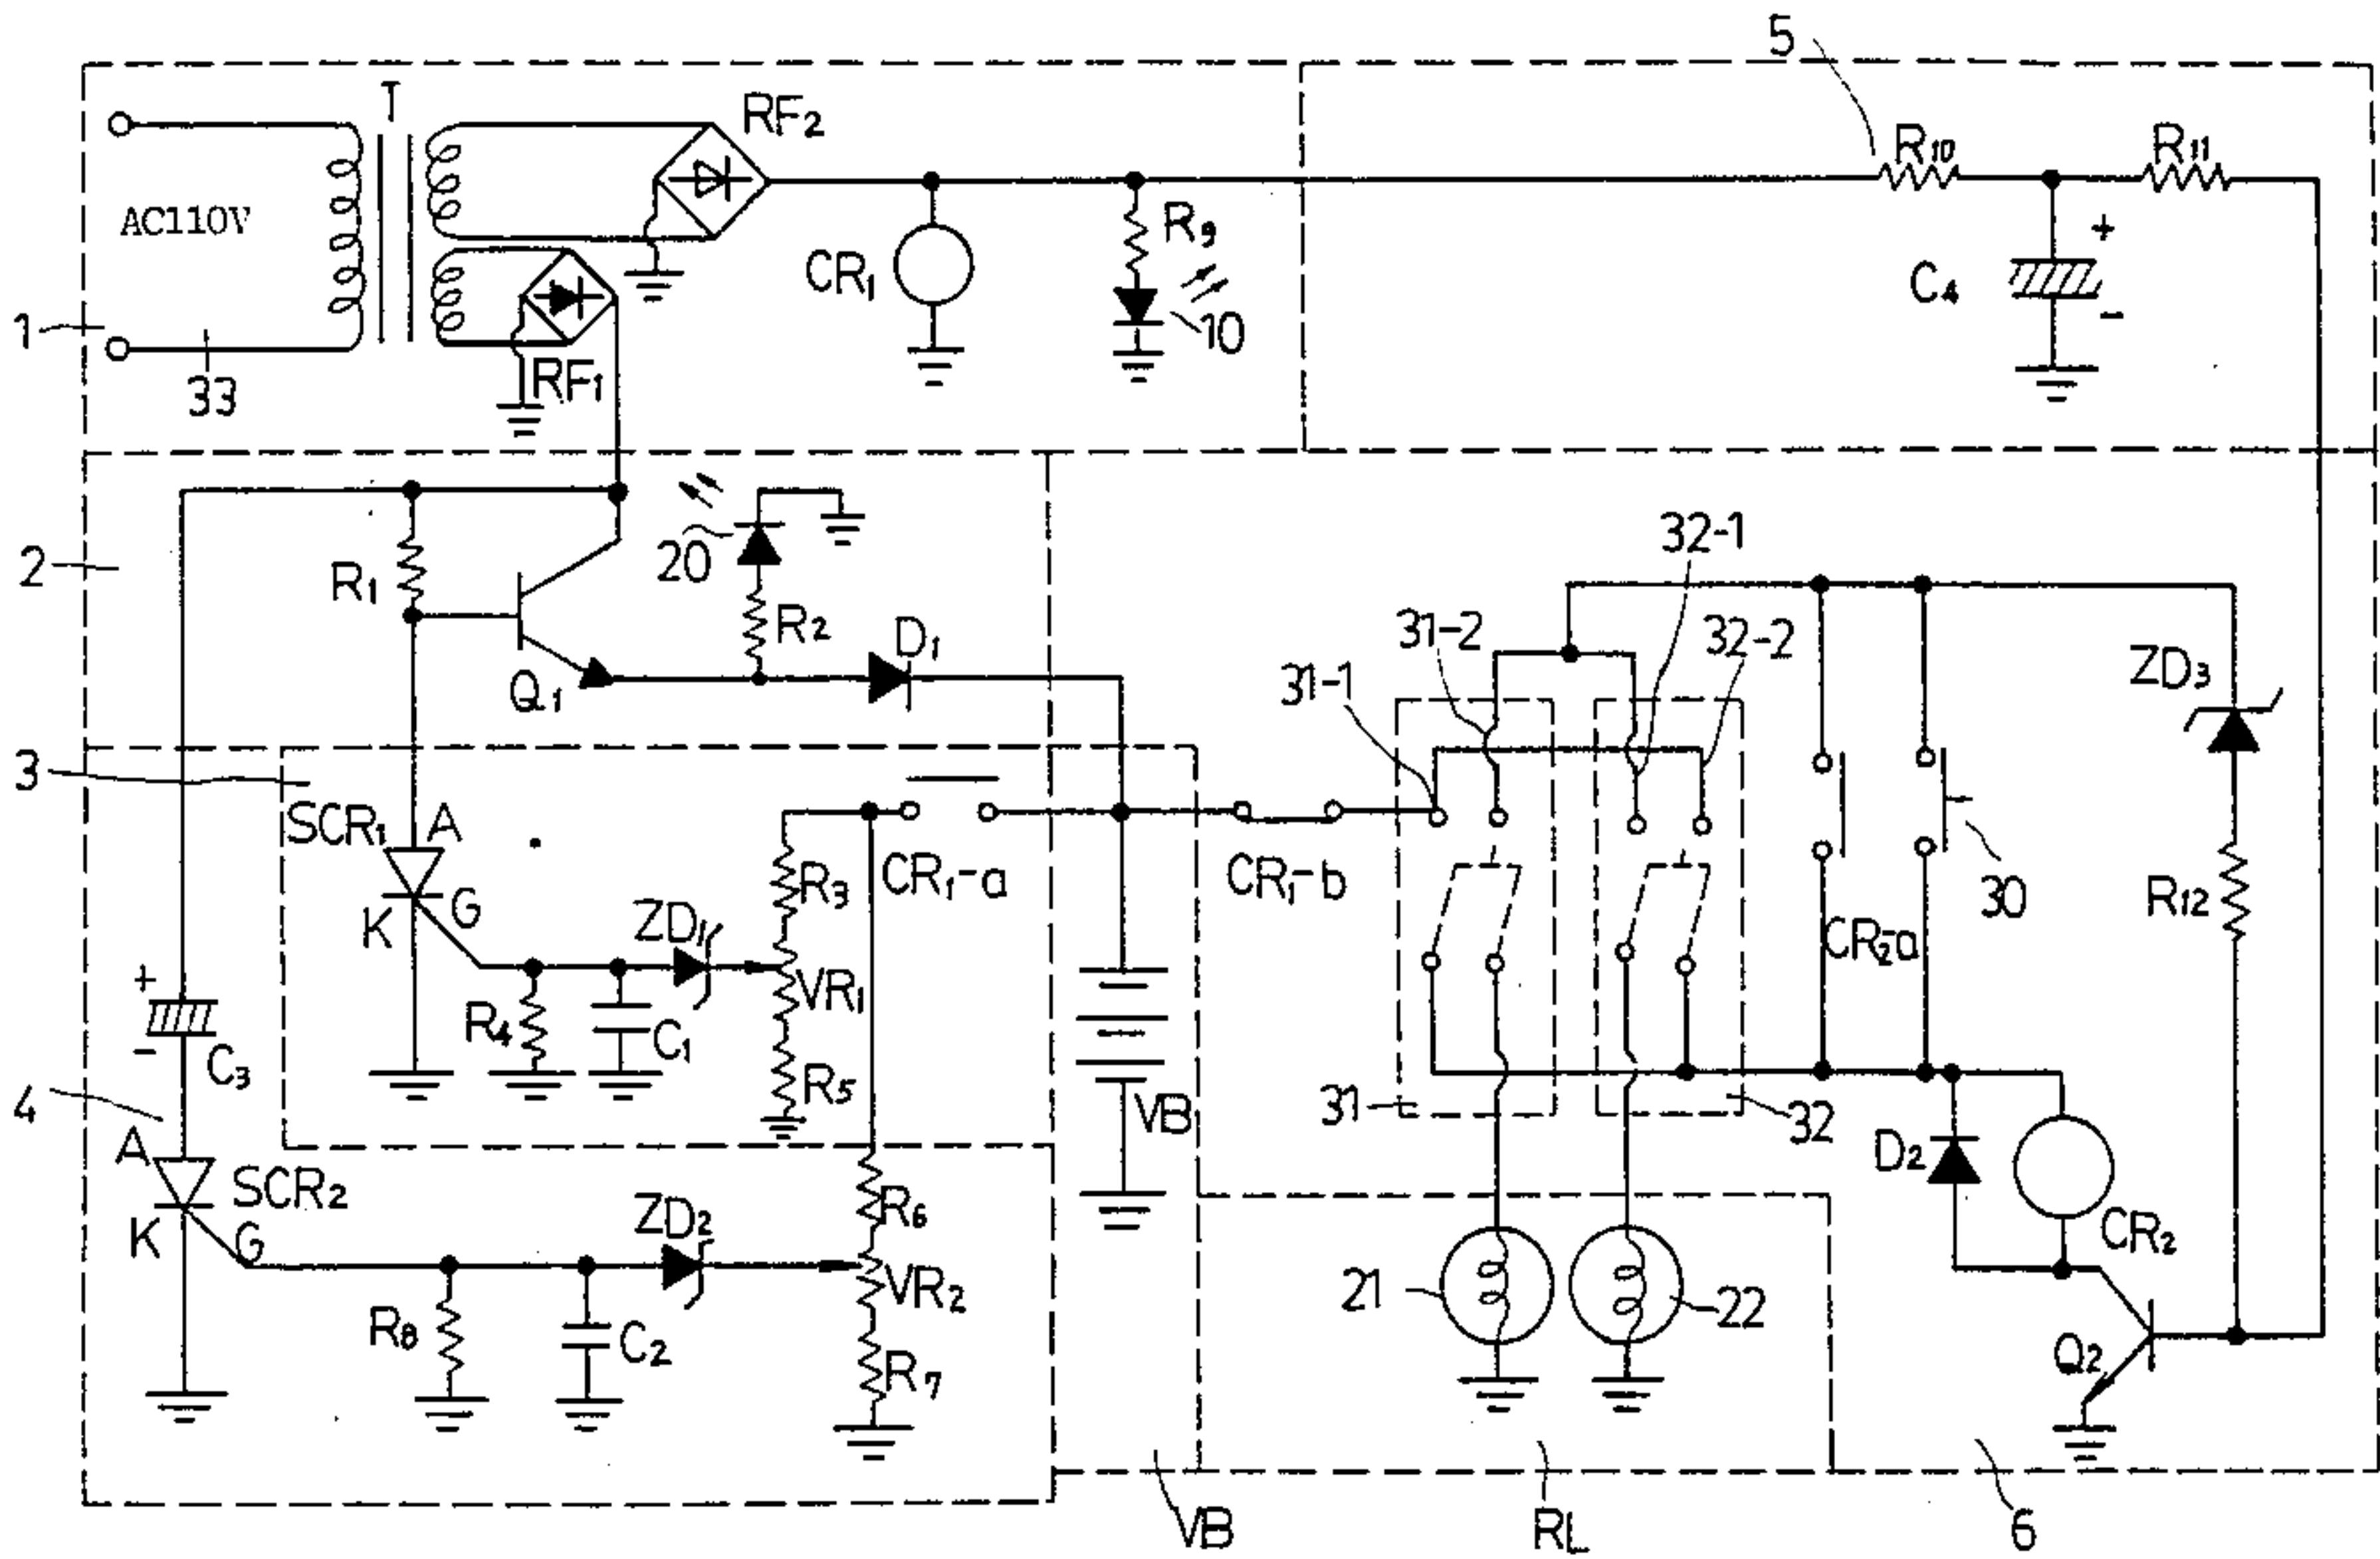 5
T
RF2
R10
R11
AC110V
R9
CR1
+
C4
-
10
1
33
RF1
2
20
R1
R2
D1
Q1
32-1
31-2
32-2
31-1
ZD3
3
SCR1
A
K
G
ZD1
R3
CR1-a
CR1-b
30
R12
CR2-a
VR1
R4
C1
R5
+
-
C3
4
VB
31
32
D2
A
SCR2
K
G
ZD2
R6
CR2
VR2
21
22
R8
C2
R7
Q2
VB
RL
6